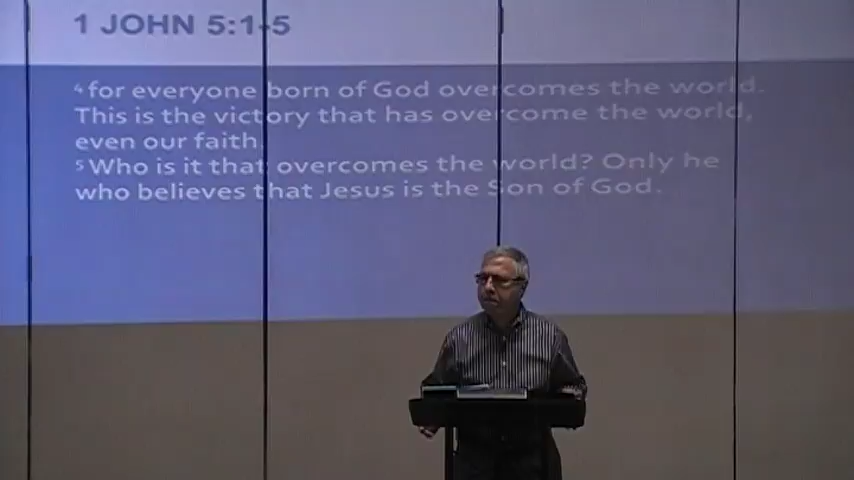 1 JOHN 5:1-5
4 for everyone born of God overcomes the world.
This is the victory that has overcome the world,
even our faith.
5 Who is it that overcomes the world? Only he
who believes that Jesus is the Son of God.